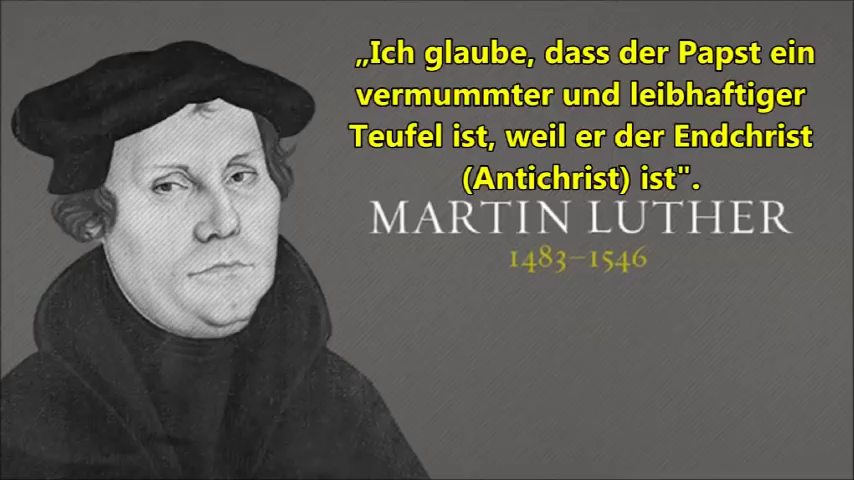 „Ich glaube, dass der Papst ein
vermummter und leibhaftiger
Teufel ist, weil er der Endchrist
(Antichrist) ist".
MARTIN LUTHER
1483–1546